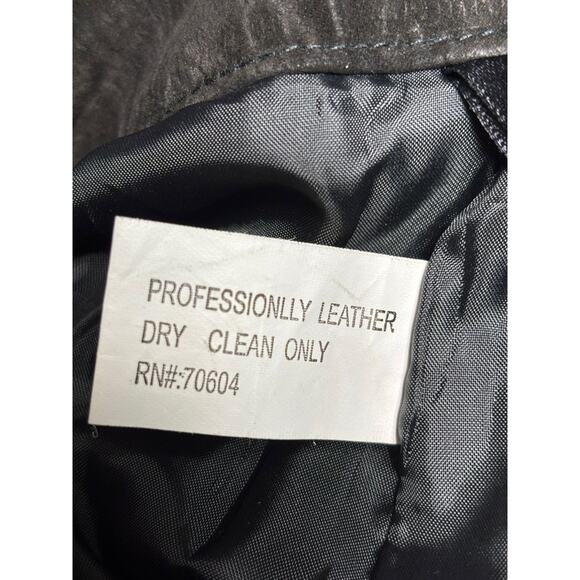 PROFESSIONLLY LEATHER
DRY CLEAN ONLY
RN#:70604